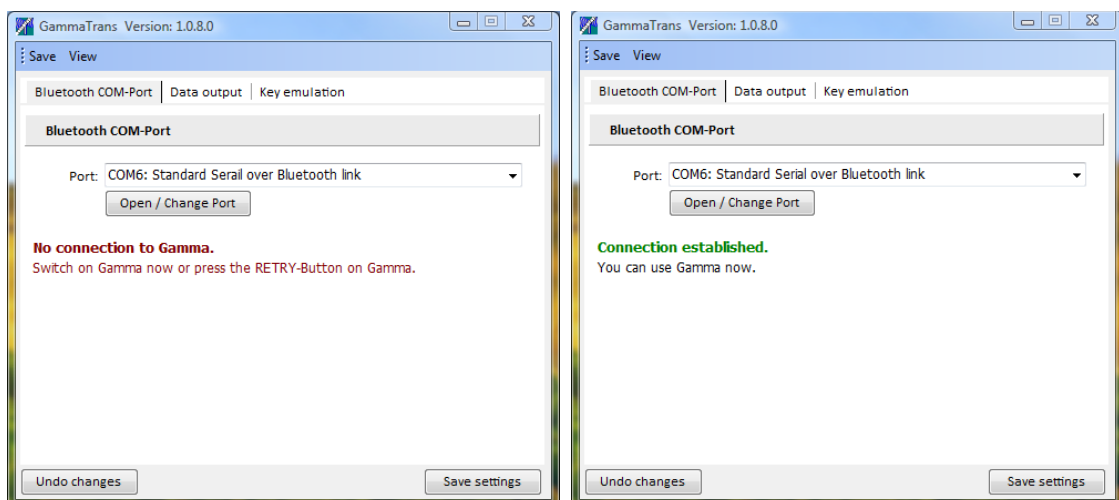 GammaTrans Version: 1.0.8.0
Save View
Bluetooth COM-Port Data output Key emulation
Bluetooth COM-Port
Port: COM6: Standard Serail over Bluetooth link
Open / Change Port
No connection to Gamma.
Switch on Gamma now or press the RETRY-Button on Gamma.
Undo changes Save settings
GammaTrans Version: 1.0.8.0
Save View
Bluetooth COM-Port Data output Key emulation
Bluetooth COM-Port
Port: COM6: Standard Serial over Bluetooth link
Open / Change Port
Connection established.
You can use Gamma now.
Undo changes Save settings